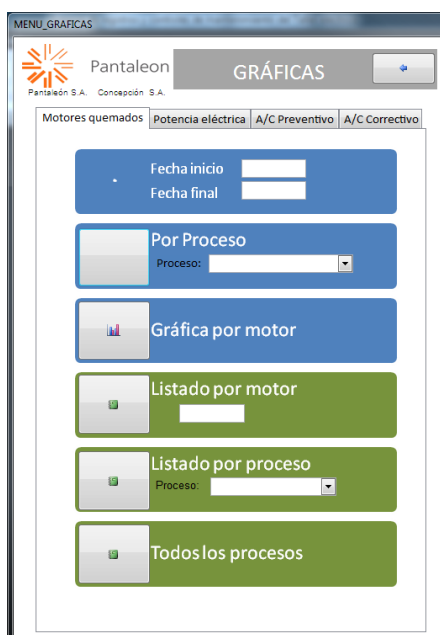 MENU_GRAFICAS
Pantaleon
GRÁFICAS
Pantaleón S.A. Concepción S.A.
Motores quemados Potencia eléctrica A/C Preventivo A/C Correctivo
Fecha inicio
Fecha final
Por Proceso
Proceso:
Gráfica por motor
Listado por motor
Listado por proceso
Proceso:
Todos los procesos